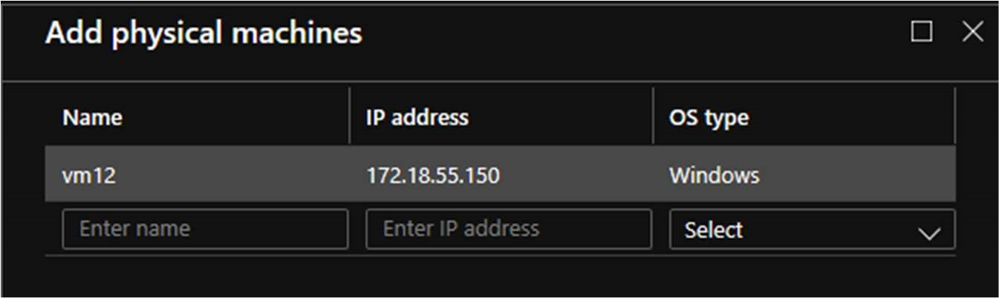 Add physical machines
Name IP address OS type
vm12 172.18.55.150 Windows
Enter name Enter IP address Select